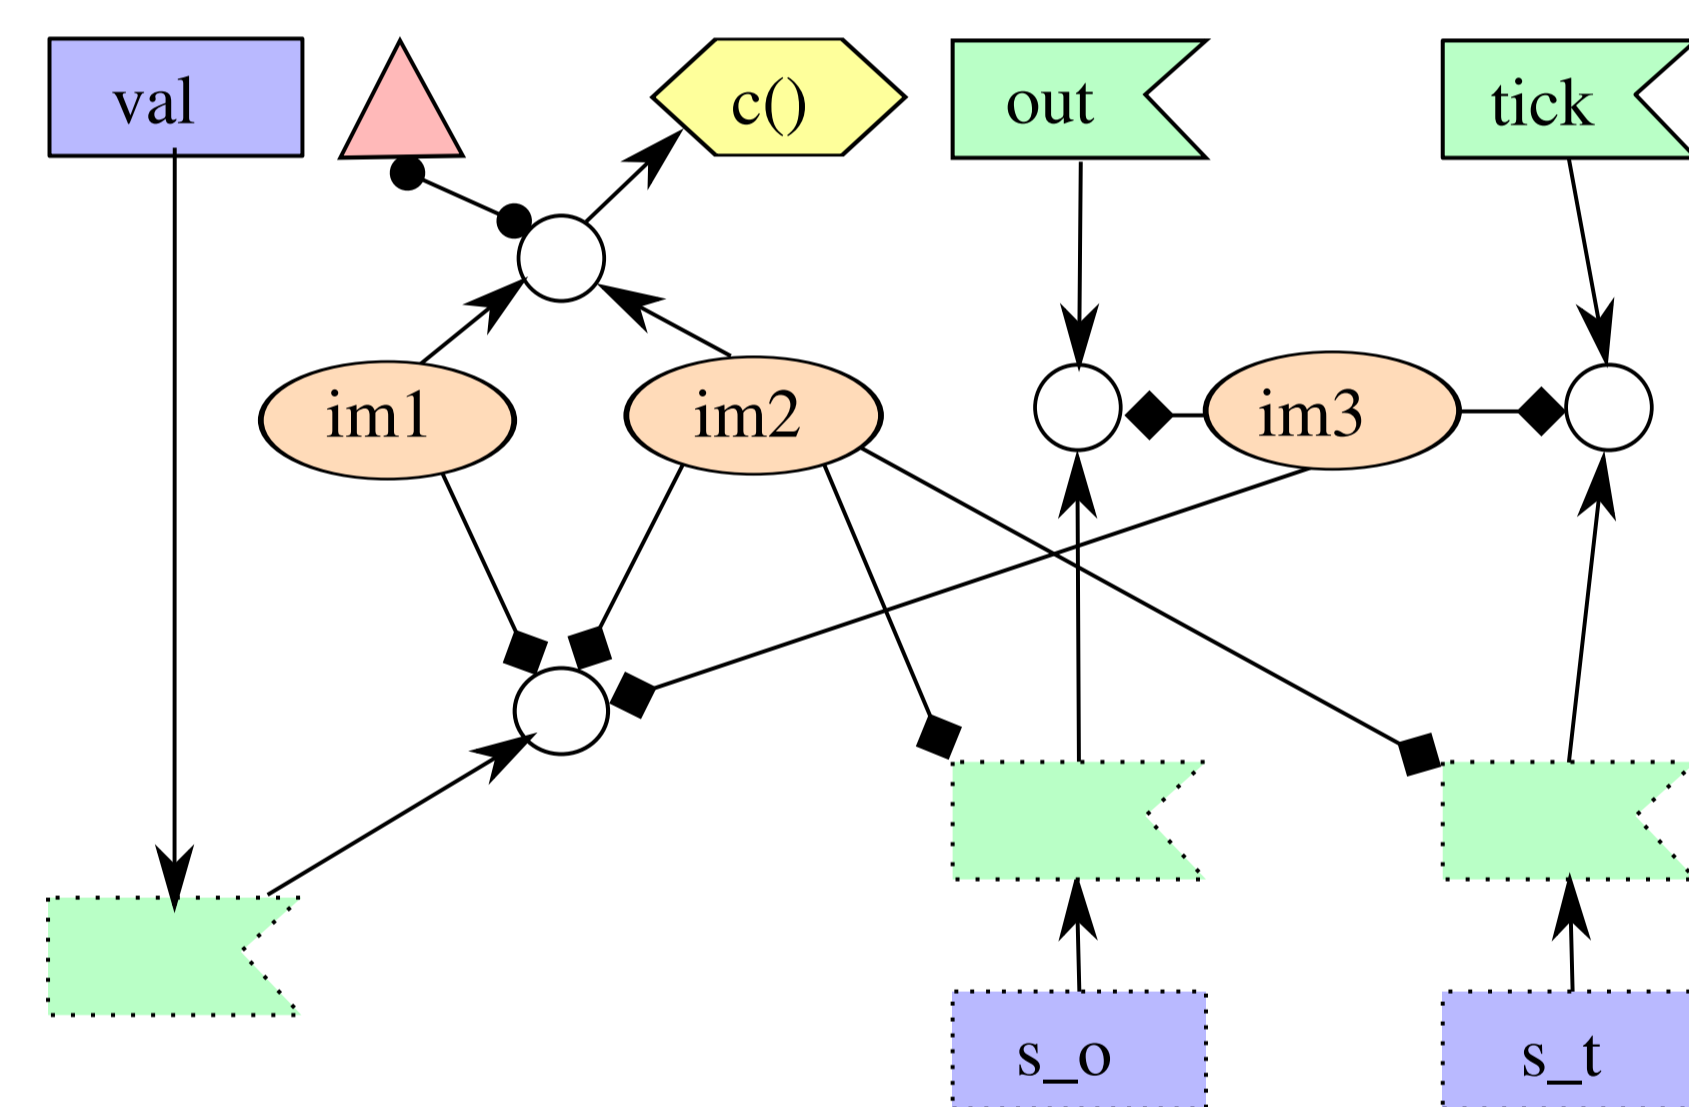 val
c()
out
tick
im1
im2
im3
s_o
s_t